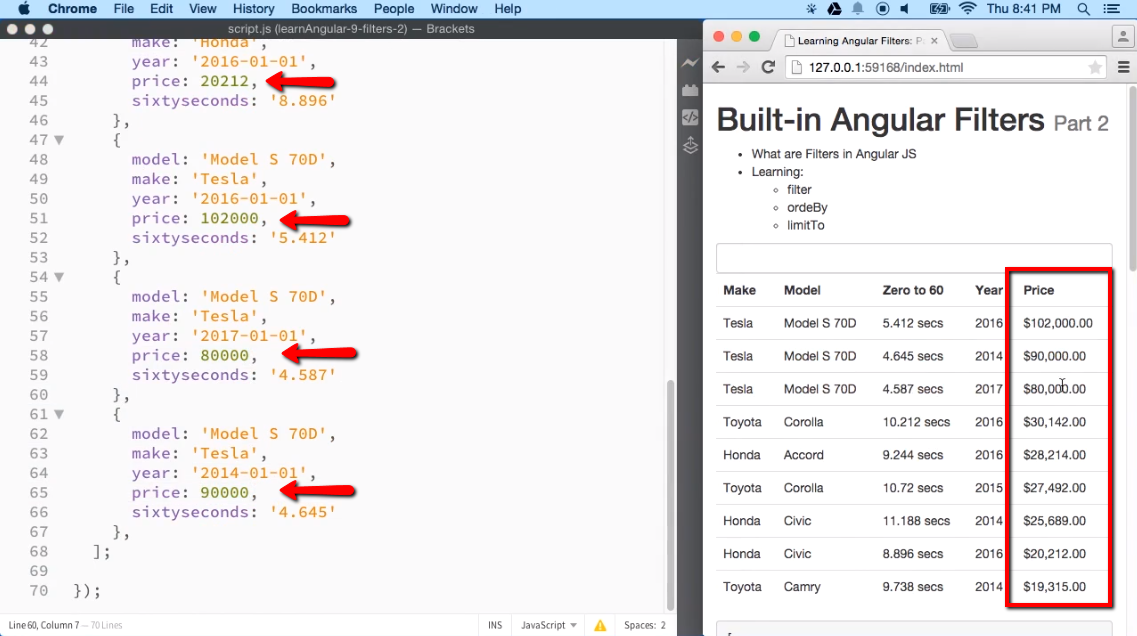 Chrome File Edit View History Bookmarks People Window Help Thu 8:41 PM
script.js (learnAngular-9-filters-2) — Brackets
42 make: 'Honda'
43 year: '2016-01-01',
44 price: 20212,
45 sixtyseconds: '8.896'
46 },
47 {
48 model: 'Model S 70D',
49 make: 'Tesla',
50 year: '2016-01-01',
51 price: 102000,
52 sixtyseconds: '5.412'
53 },
54 {
55 model: 'Model S 70D',
56 make: 'Tesla',
57 year: '2017-01-01',
58 price: 80000,
59 sixtyseconds: '4.587'
60 },
61 {
62 model: 'Model S 70D',
63 make: 'Tesla',
64 year: '2014-01-01',
65 price: 90000,
66 sixtyseconds: '4.645'
67 },
68 ];
69
70 });
Line 60, Column 7 — 70 Lines INS JavaScript Spaces: 2
Learning Angular Filters: P
127.0.0.1:59168/index.html
Built-in Angular Filters Part 2
What are Filters in Angular JS
Learning:
filter
ordeBy
limitTo
Make Model Zero to 60 Year Price
Tesla Model S 70D 5.412 secs 2016 $102,000.00
Tesla Model S 70D 4.645 secs 2014 $90,000.00
Tesla Model S 70D 4.587 secs 2017 $80,000.00
Toyota Corolla 10.212 secs 2016 $30,142.00
Honda Accord 9.244 secs 2016 $28,214.00
Toyota Corolla 10.72 secs 2015 $27,492.00
Honda Civic 11.188 secs 2014 $25,689.00
Honda Civic 8.896 secs 2016 $20,212.00
Toyota Camry 9.738 secs 2014 $19,315.00
[